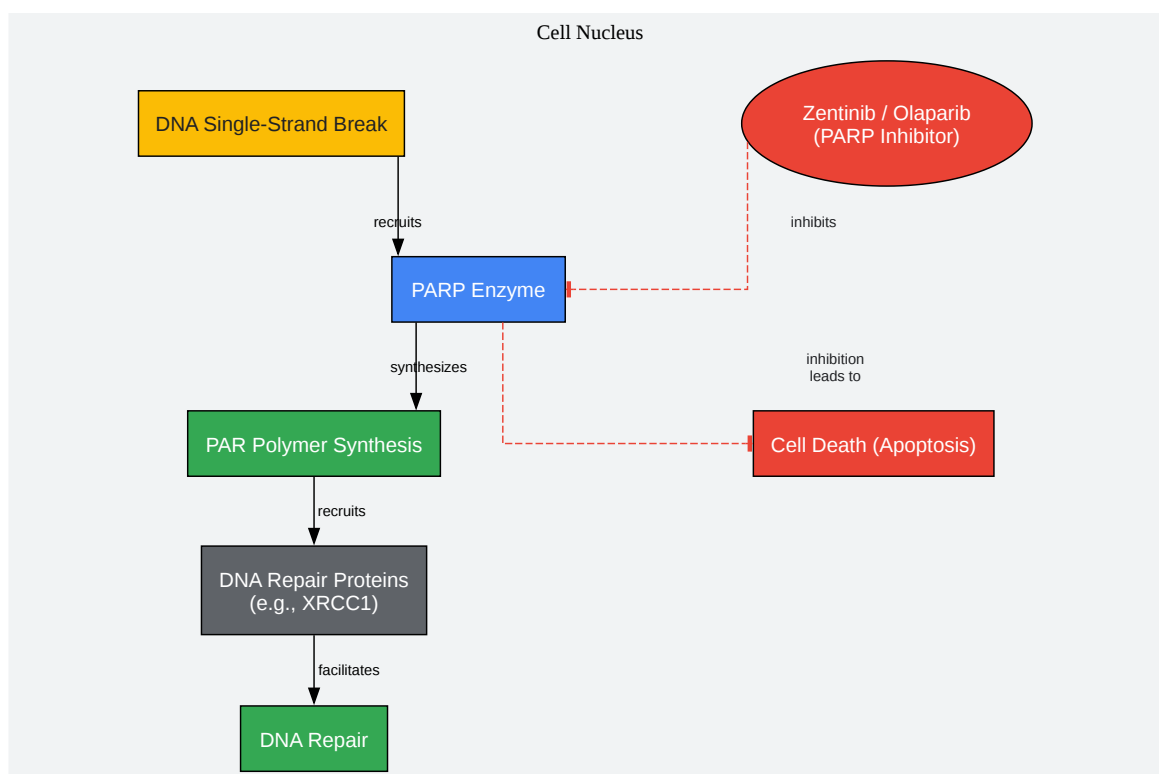 Cell Nucleus
DNA Single-Strand Break
Zentinib / Olaparib
(PARP Inhibitor)
recruits
inhibits
PARP Enzyme
synthesizes
inhibition
leads to
PAR Polymer Synthesis
Cell Death (Apoptosis)
recruits
DNA Repair Proteins
(e.g., XRCC1)
facilitates
DNA Repair